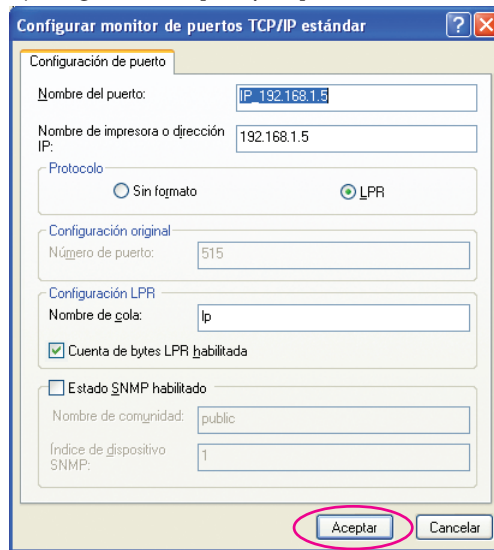 Configurar monitor de puertos TCP/IP estándar
Configuración de puerto
Nombre del puerto: IP_192.168.1.5
Nombre de impresora o dirección IP: 192.168.1.5
Protocolo
Sin formato LPR
Configuración original
Número de puerto: 515
Configuración LPR
Nombre de cola: lp
Cuenta de bytes LPR habilitada
Estado SNMP habilitado
Nombre de comunidad: public
Índice de dispositivo SNMP: 1
Aceptar Cancelar